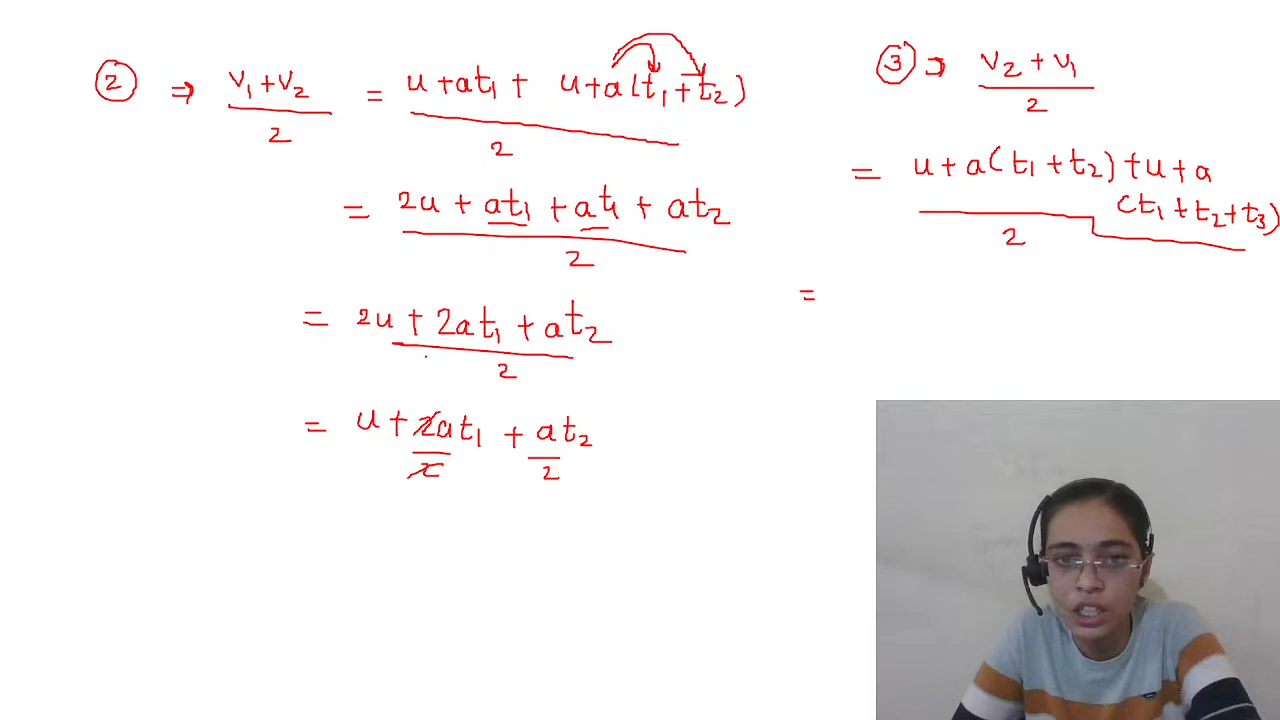 ② ⇒ v₁+v₂ / 2 = u+at₁ + u+a(t₁+t₂) / 2
= 2u + at₁ + at₁ + at₂ / 2
= 2u + 2at₁ + at₂ / 2
= u + 2at₁ / 2 + at₂ / 2
③ ⇒ v₂ + v₁ / 2
= u + a(t₁+t₂) + u + a
(t₁+t₂+t₃) / 2
=